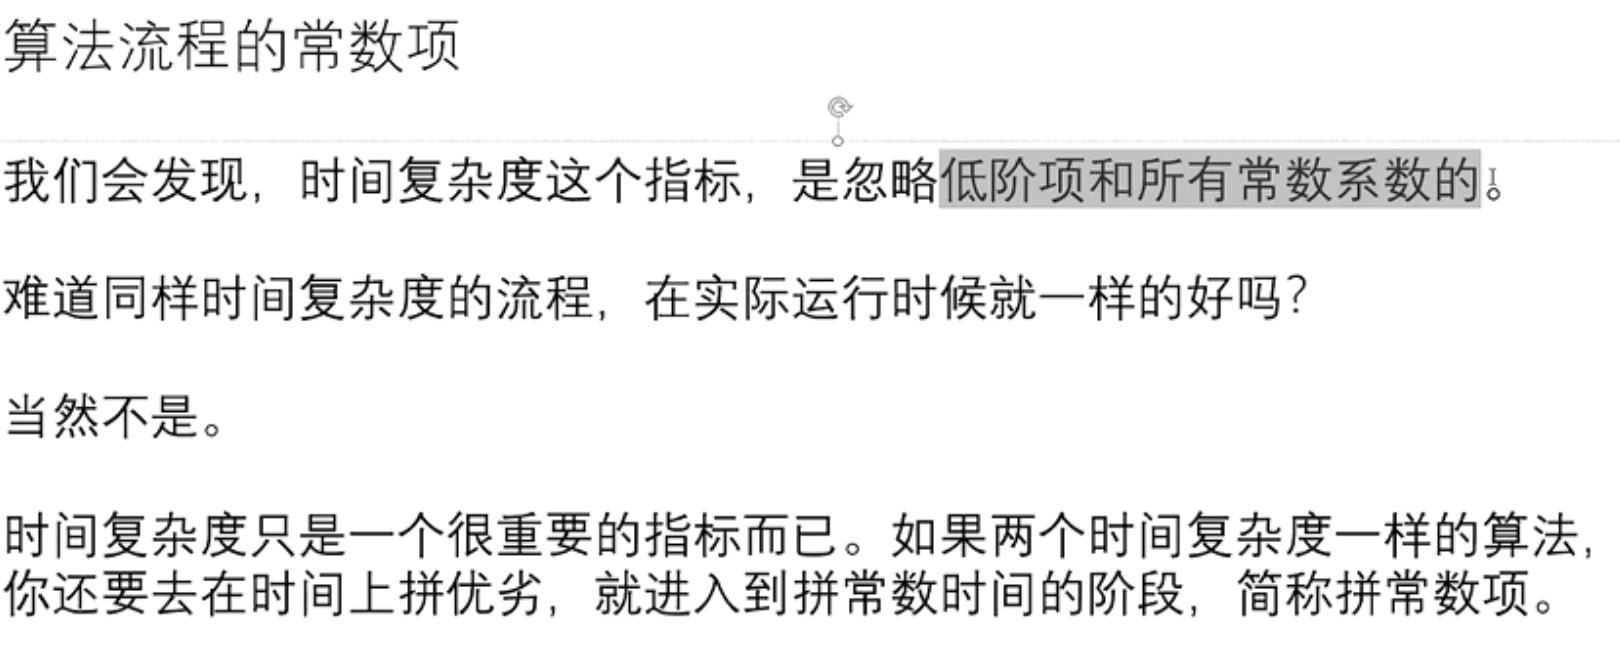 算法流程的常数项
我们会发现，时间复杂度这个指标，是忽略低阶项和所有常数系数的。
难道同样时间复杂度的流程，在实际运行时候就一样的好吗？
当然不是。
时间复杂度只是一个很重要的指标而已。如果两个时间复杂度一样的算法，
你还要去在时间上拼优劣，就进入到拼常数时间的阶段，简称拼常数项。